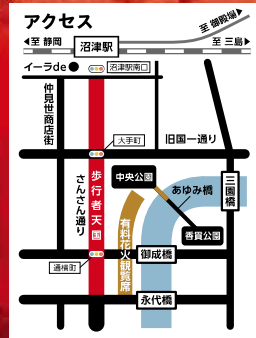 アクセス
至 御殿場
至 静岡
沼津駅
至 三島
イーラde
沼津駅南口
仲見世商店街
大手町
旧国一通り
さんさん通り
歩行者天国
中央公園
あゆみ橋
三園橋
有料花火観覧席
香貫公園
通横町
御成橋
永代橋